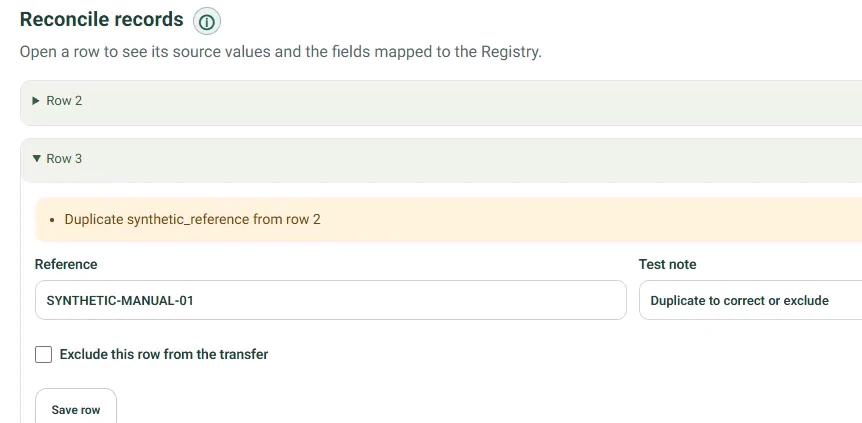 Reconcile records
Open a row to see its source values and the fields mapped to the Registry.
Row 2
Row 3
• Duplicate synthetic_reference from row 2
Reference
Test note
SYNTHETIC-MANUAL-01
Duplicate to correct or exclude
Exclude this row from the transfer
Save row